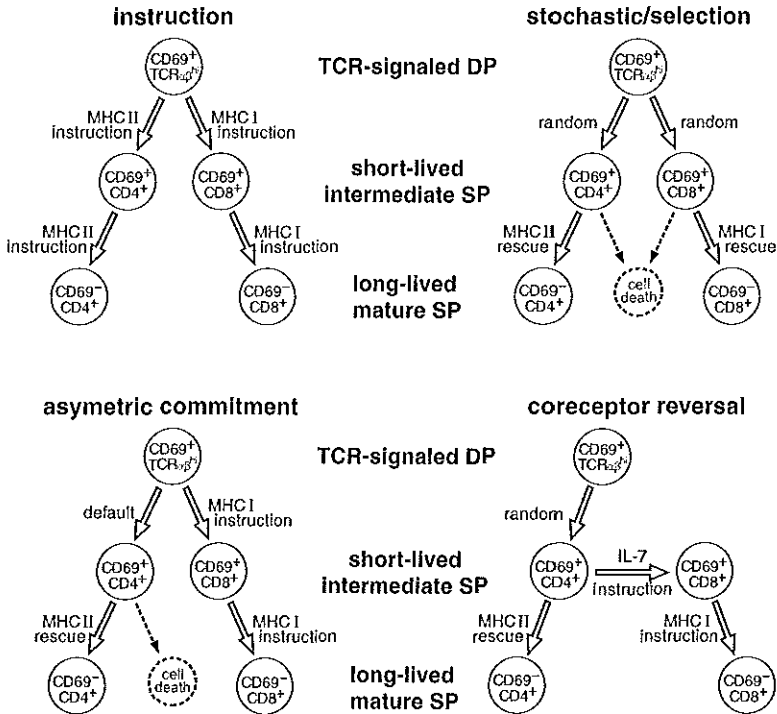 instruction
CD69+
TCRαβhi
MHC II
instruction
MHC I
instruction
CD69+
CD4+
CD69+
CD8+
MHC II
instruction
MHC I
instruction
CD69−
CD4+
CD69−
CD8+
TCR-signaled DP
short-lived
intermediate SP
long-lived
mature SP
stochastic/selection
CD69+
TCRαβhi
random
random
CD69+
CD4+
CD69+
CD8+
MHC II
rescue
MHC I
rescue
CD69−
CD4+
cell
death
CD69−
CD8+
asymetric commitment
CD69+
TCRαβhi
default
MHC I
instruction
CD69+
CD4+
CD69+
CD8+
MHC II
rescue
MHC I
instruction
CD69−
CD4+
cell
death
CD69−
CD8+
TCR-signaled DP
short-lived
intermediate SP
long-lived
mature SP
coreceptor reversal
CD69+
TCRαβhi
random
CD69+
CD4+
IL-7
instruction
CD69+
CD8+
MHC II
rescue
MHC I
instruction
CD69−
CD4+
CD69−
CD8+